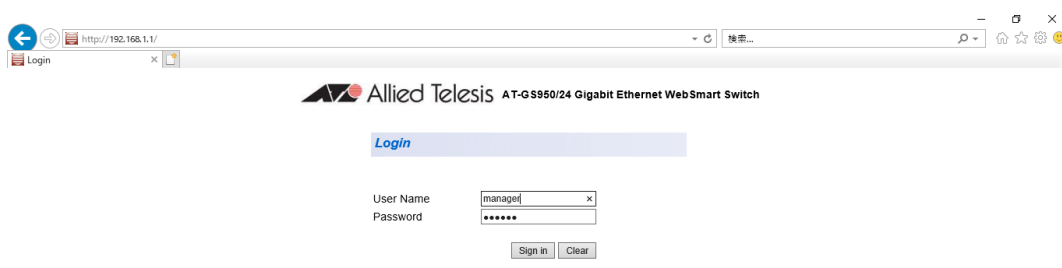 http://192.168.1.1/
検索...
Login
Allied Telesis AT-GS950/24 Gigabit Ethernet WebSmart Switch
Login
User Name manager
Password ●●●●●●
Sign in Clear